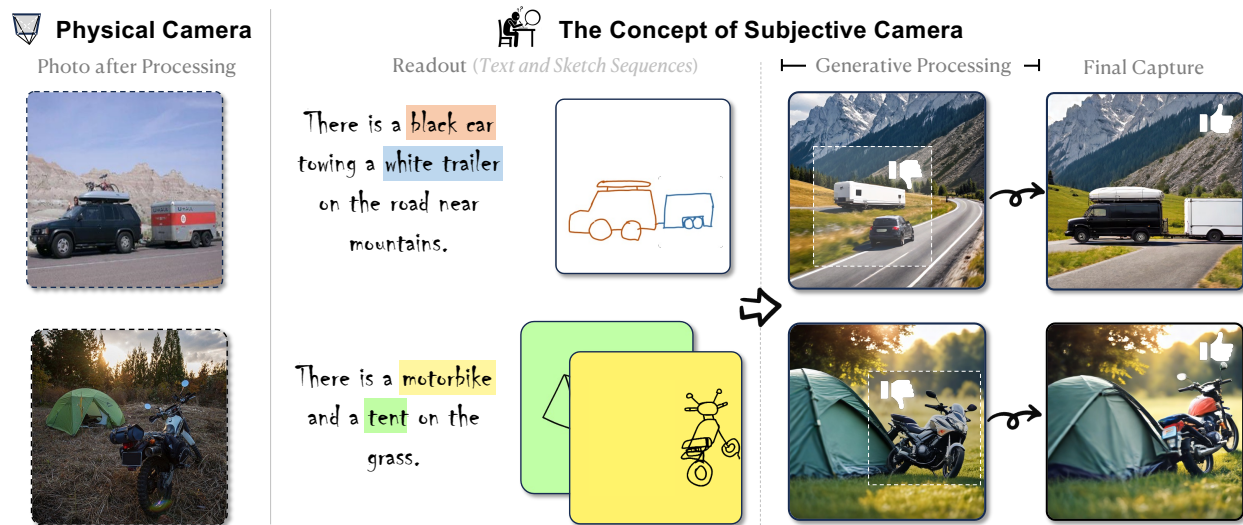 Physical Camera
The Concept of Subjective Camera
Photo after Processing
Readout (Text and Sketch Sequences)
Generative Processing
Final Capture
There is a black car
towing a white trailer
on the road near
mountains.
There is a motorbike
and a tent on the
grass.